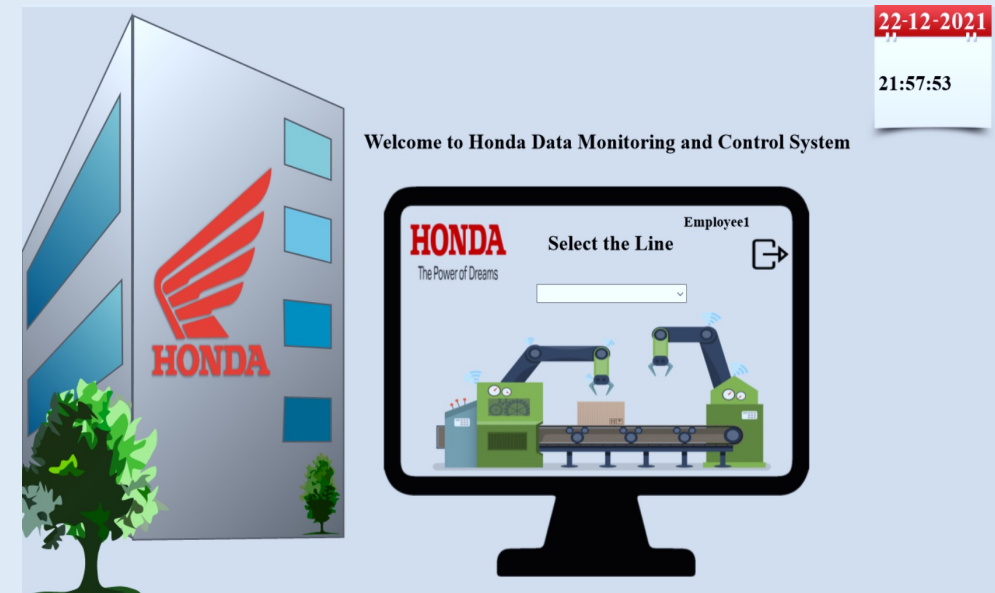 22-12-2021
21:57:53
Welcome to Honda Data Monitoring and Control System
Employee1
HONDA
The Power of Dreams
Select the Line
HONDA